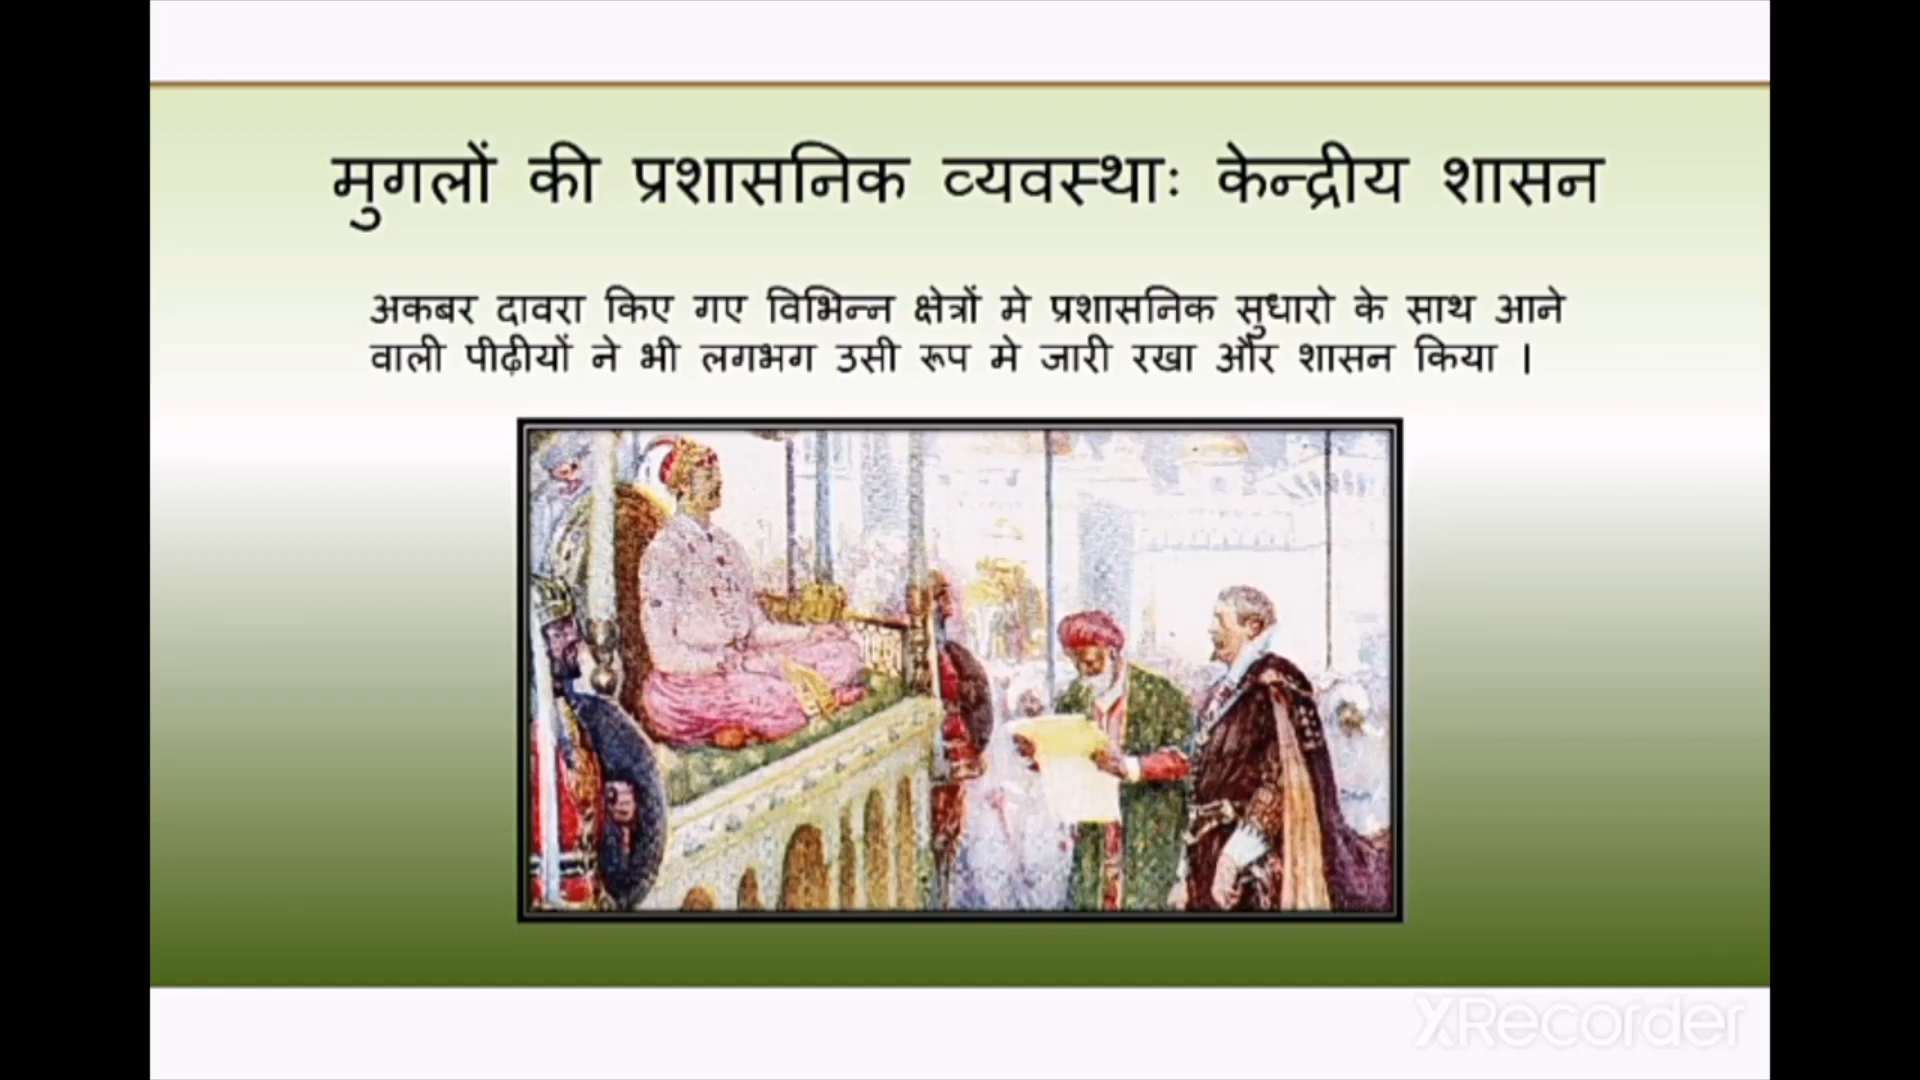 मुगलों की प्रशासनिक व्यवस्थाः केन्द्रीय शासन
अकबर दावरा किए गए विभिन्न क्षेत्रों मे प्रशासनिक सुधारो के साथ आने
वाली पीढ़ीयों ने भी लगभग उसी रूप मे जारी रखा और शासन किया ।
XRecorder